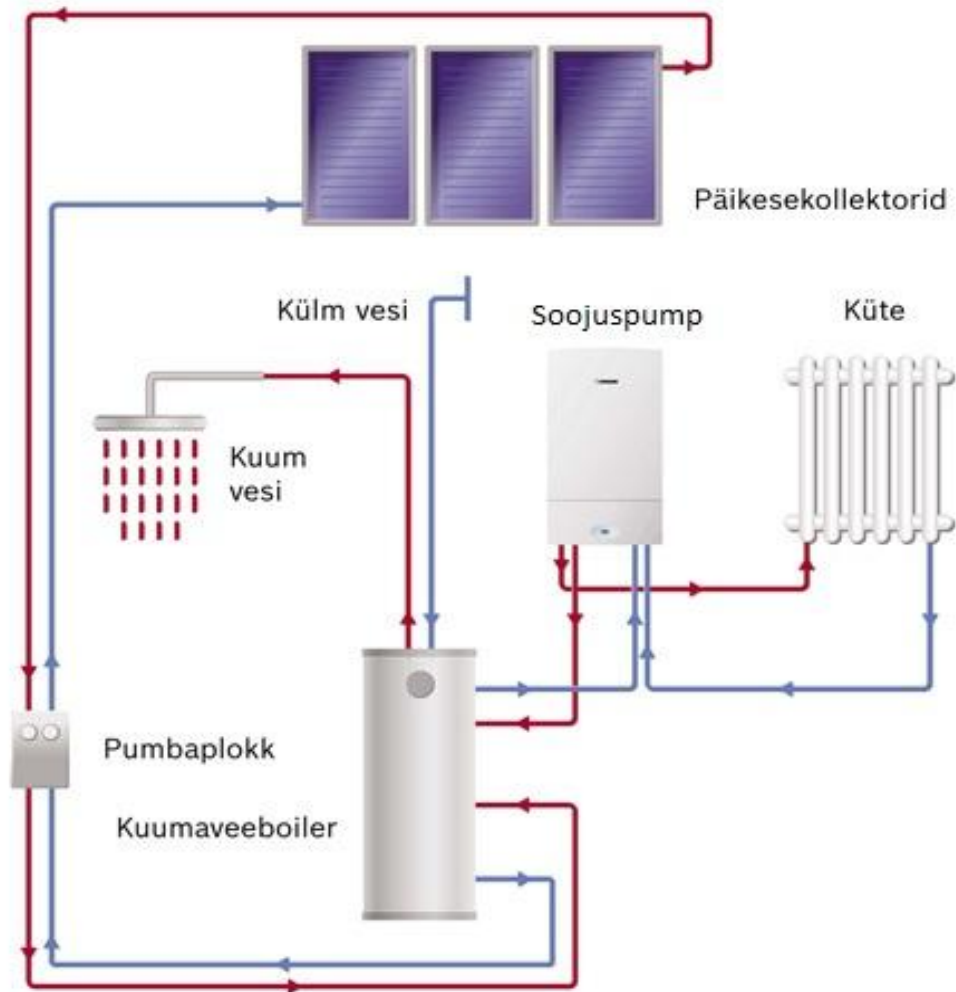 Päikesekollektorid
Külm vesi
Soojuspump
Küte
Kuum
vesi
Pumbaplokk
Kuumaveeboiler